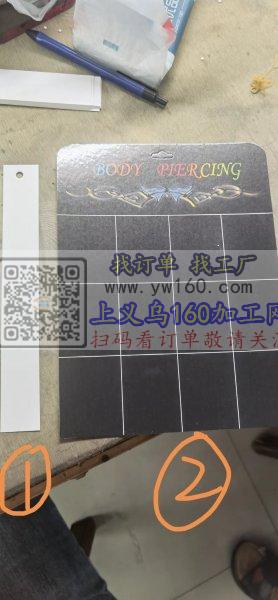 BODY PIERCING
找订单 找工厂
www.yw160.com
上义乌160加工网
扫码看订单敬请关注
1
2